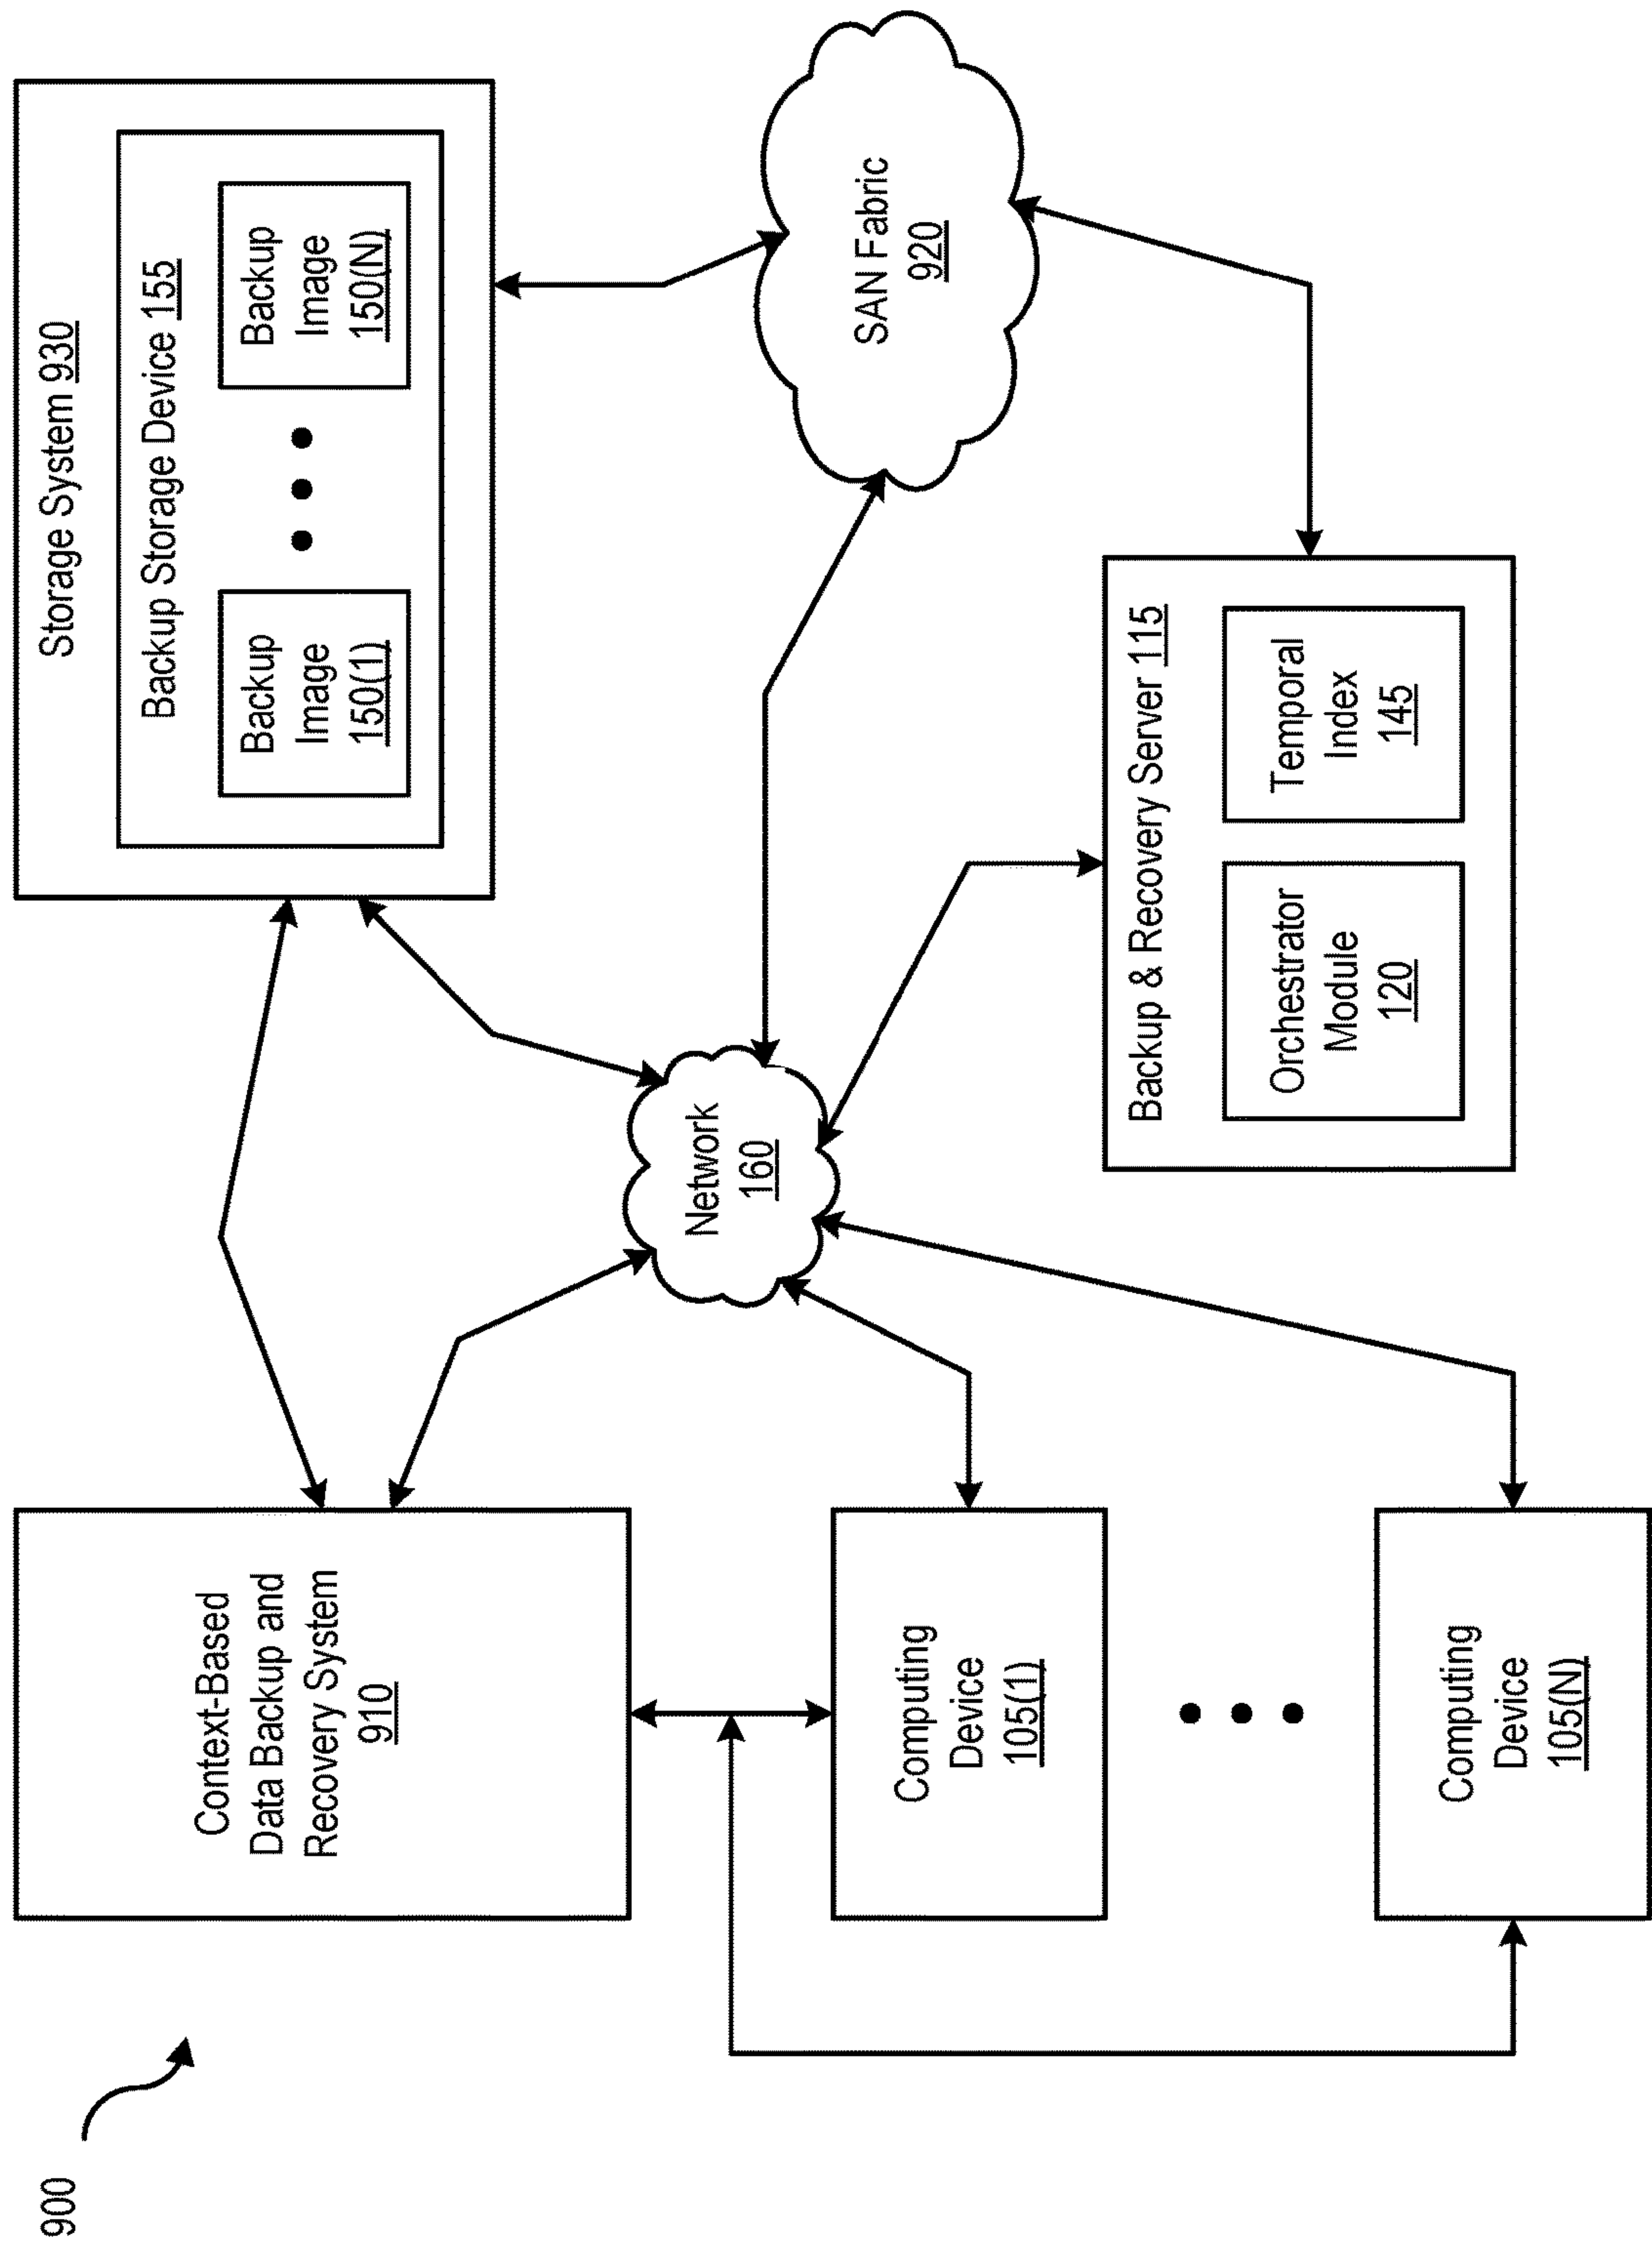 900
Context-Based
Data Backup and
Recovery System
910
Storage System 930
Backup Storage Device 155
Backup
Image
150(1)
Backup
Image
150(N)
Network
160
SAN Fabric
920
Computing
Device
105(1)
Computing
Device
105(N)
Backup & Recovery Server 115
Orchestrator
Module
120
Temporal
Index
145